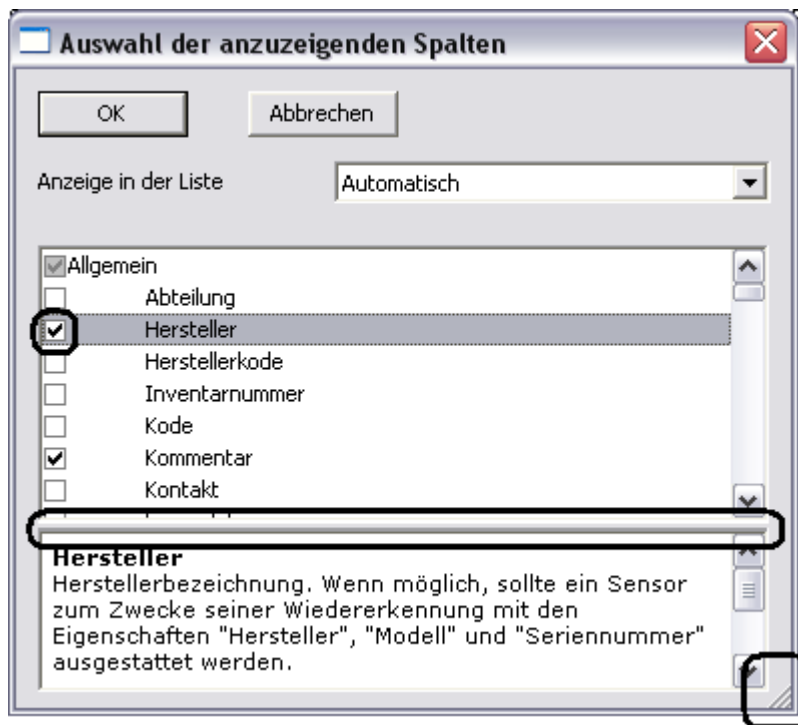 Auswahl der anzuzeigenden Spalten
OK Abbrechen
Anzeige in der Liste Automatisch
Allgemein
Abteilung
Hersteller
Herstellerkode
Inventarnummer
Kode
Kommentar
Kontakt
Hersteller
Herstellerbezeichnung. Wenn möglich, sollte ein Sensor
zum Zwecke seiner Wiedererkennung mit den
Eigenschaften "Hersteller", "Modell" und "Seriennummer"
ausgestattet werden.